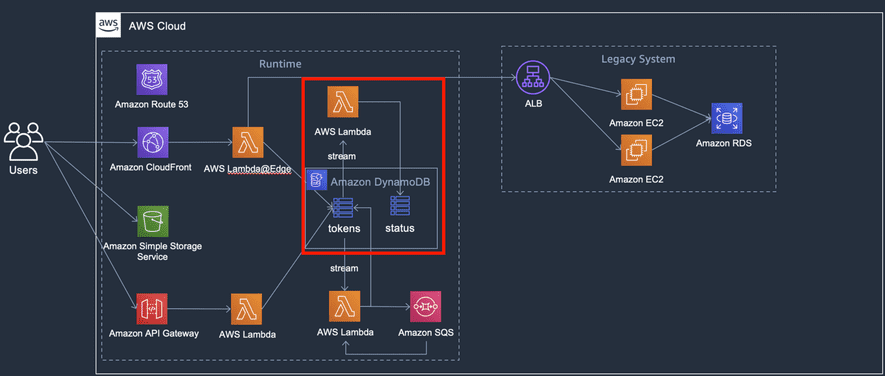 aws
AWS Cloud
Runtime
Legacy System
53
Amazon Route 53
AWS Lambda
ALB
Amazon EC2
Amazon RDS
Users
Amazon CloudFront
AWS Lambda@Edge
stream
Amazon DynamoDB
Amazon EC2
tokens
status
Amazon Simple Storage
Service
stream
Amazon API Gateway
AWS Lambda
AWS Lambda
Amazon SQS